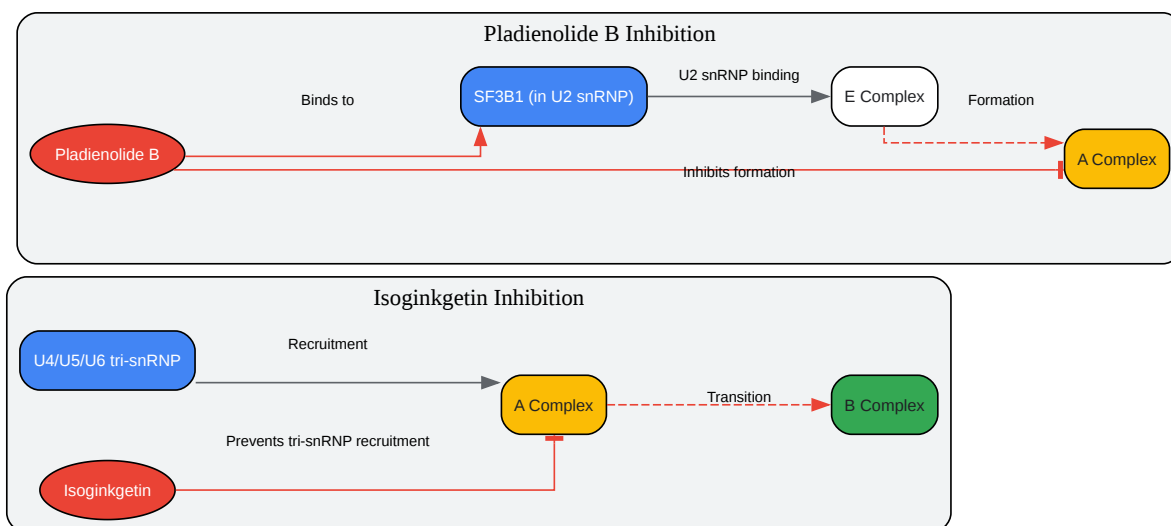 Pladienolide B Inhibition
U2 snRNP binding
SF3B1 (in U2 snRNP)
E Complex
Binds to
Formation
Pladienolide B
A Complex
Inhibits formation
Isoginkgetin Inhibition
Recruitment
U4/U5/U6 tri-snRNP
Transition
A Complex
B Complex
Prevents tri-snRNP recruitment
Isoginkgetin